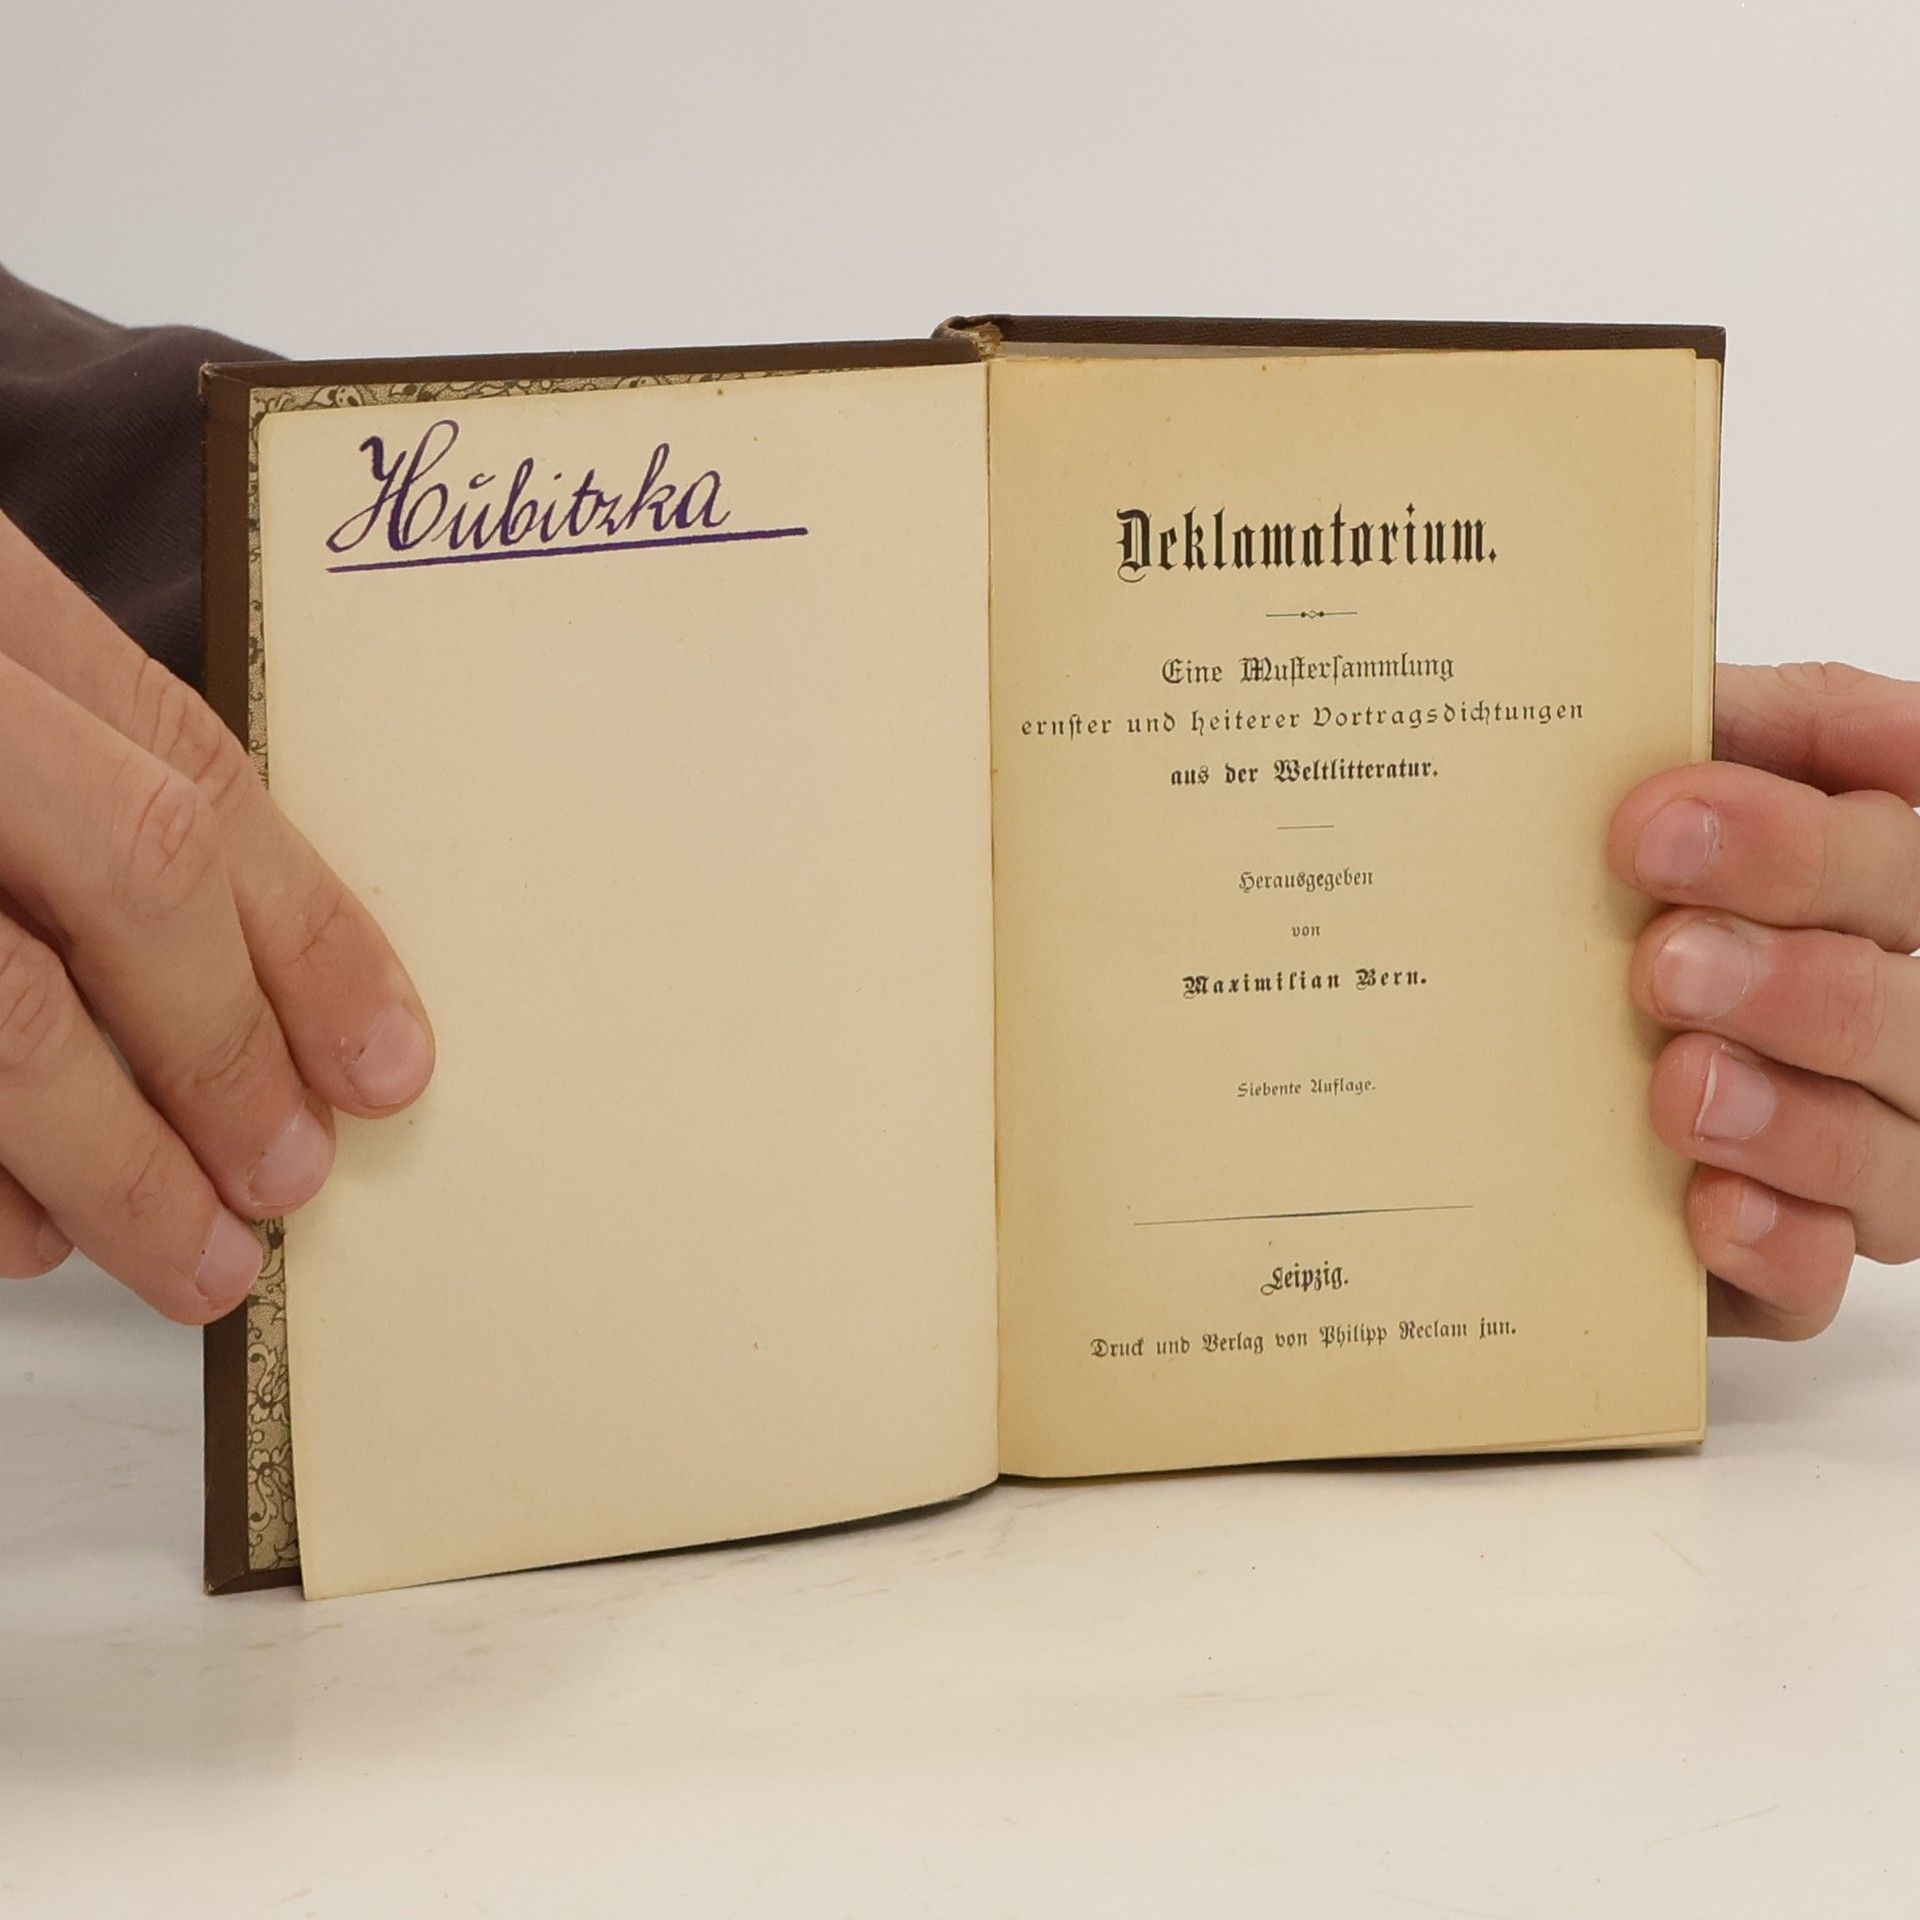 Hŭbitzka
Deklamatorium.
Eine Muſterſammlung
ernſter und heiterer Vortragsdichtungen
aus der Weltlitteratur.
Herausgegeben
von
Maximilian Bern.
Siebente Auflage.
Leipzig.
Druck und Verlag von Philipp Reclam jun.